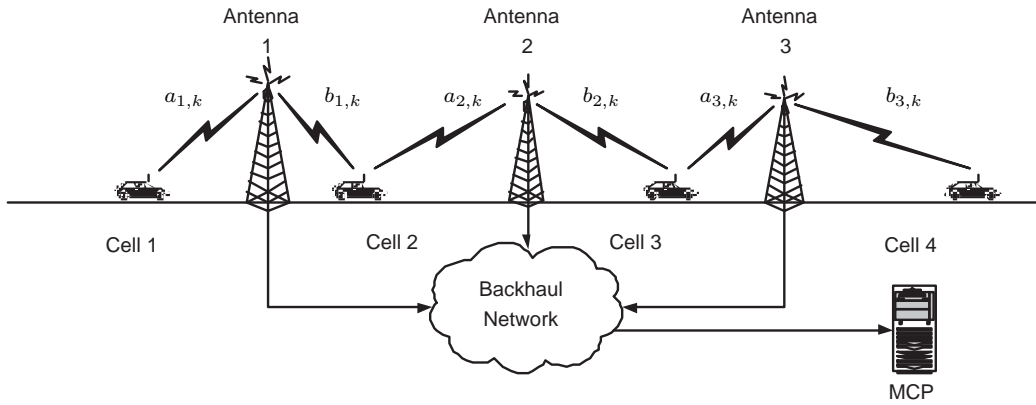 Antenna
1
Antenna
2
Antenna
3
a_{1,k}
b_{1,k}
a_{2,k}
b_{2,k}
a_{3,k}
b_{3,k}
Cell 1
Cell 2
Cell 3
Cell 4
Backhaul
Network
MCP